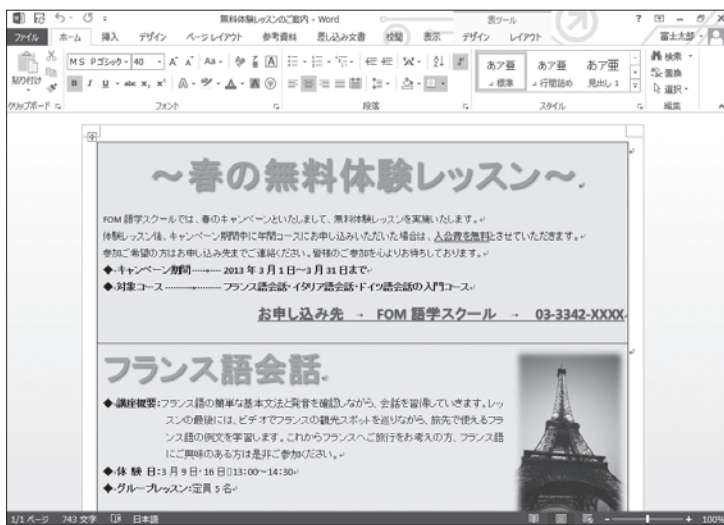 無料体験レッスンのご案内 - Word
表ツール
ファイル ホーム 挿入 デザイン ページレイアウト 参考資料 差し込み文書 校閲 表示 デザイン レイアウト 富士太郎
貼り付け
MS Pゴシック 40
あア亜 あア亜 あア亜
標準 行間詰め 見出し 1
検索
置換
選択
クリップボード フォント 段落 スタイル 編集
～春の無料体験レッスン～
FOM 語学スクールでは、春のキャンペーンといたしまして、無料体験レッスンを実施いたします。
体験レッスン後、キャンペーン期間中に年間コースにお申し込みいただいた場合は、入会費を無料とさせていただきます。
参加ご希望の方はお申し込み先までご連絡ください。皆様のご参加を心よりお待ちしております。
◆キャンペーン期間 2013 年 3 月 1 日～3 月 31 日まで
◆対象コース フランス語会話・イタリア語会話・ドイツ語会話の入門コース
お申し込み先 → FOM 語学スクール → 03-3342-XXXX
フランス語会話
◆講座概要:フランス語の簡単な基本文法と発音を確認しながら、会話を習得していきます。レッ
スンの最後には、ビデオでフランスの観光スポットを巡りながら、旅先で使えるフラ
ンス語の例文を学習します。これからフランスへご旅行をお考えの方、フランス語
にご興味のある方は是非ご参加ください。
◆体 験 日:3 月 9 日・16 日 13:00～14:30
◆グループレッスン:定員 5 名
1/1 ページ 743 文字 日本語 100%